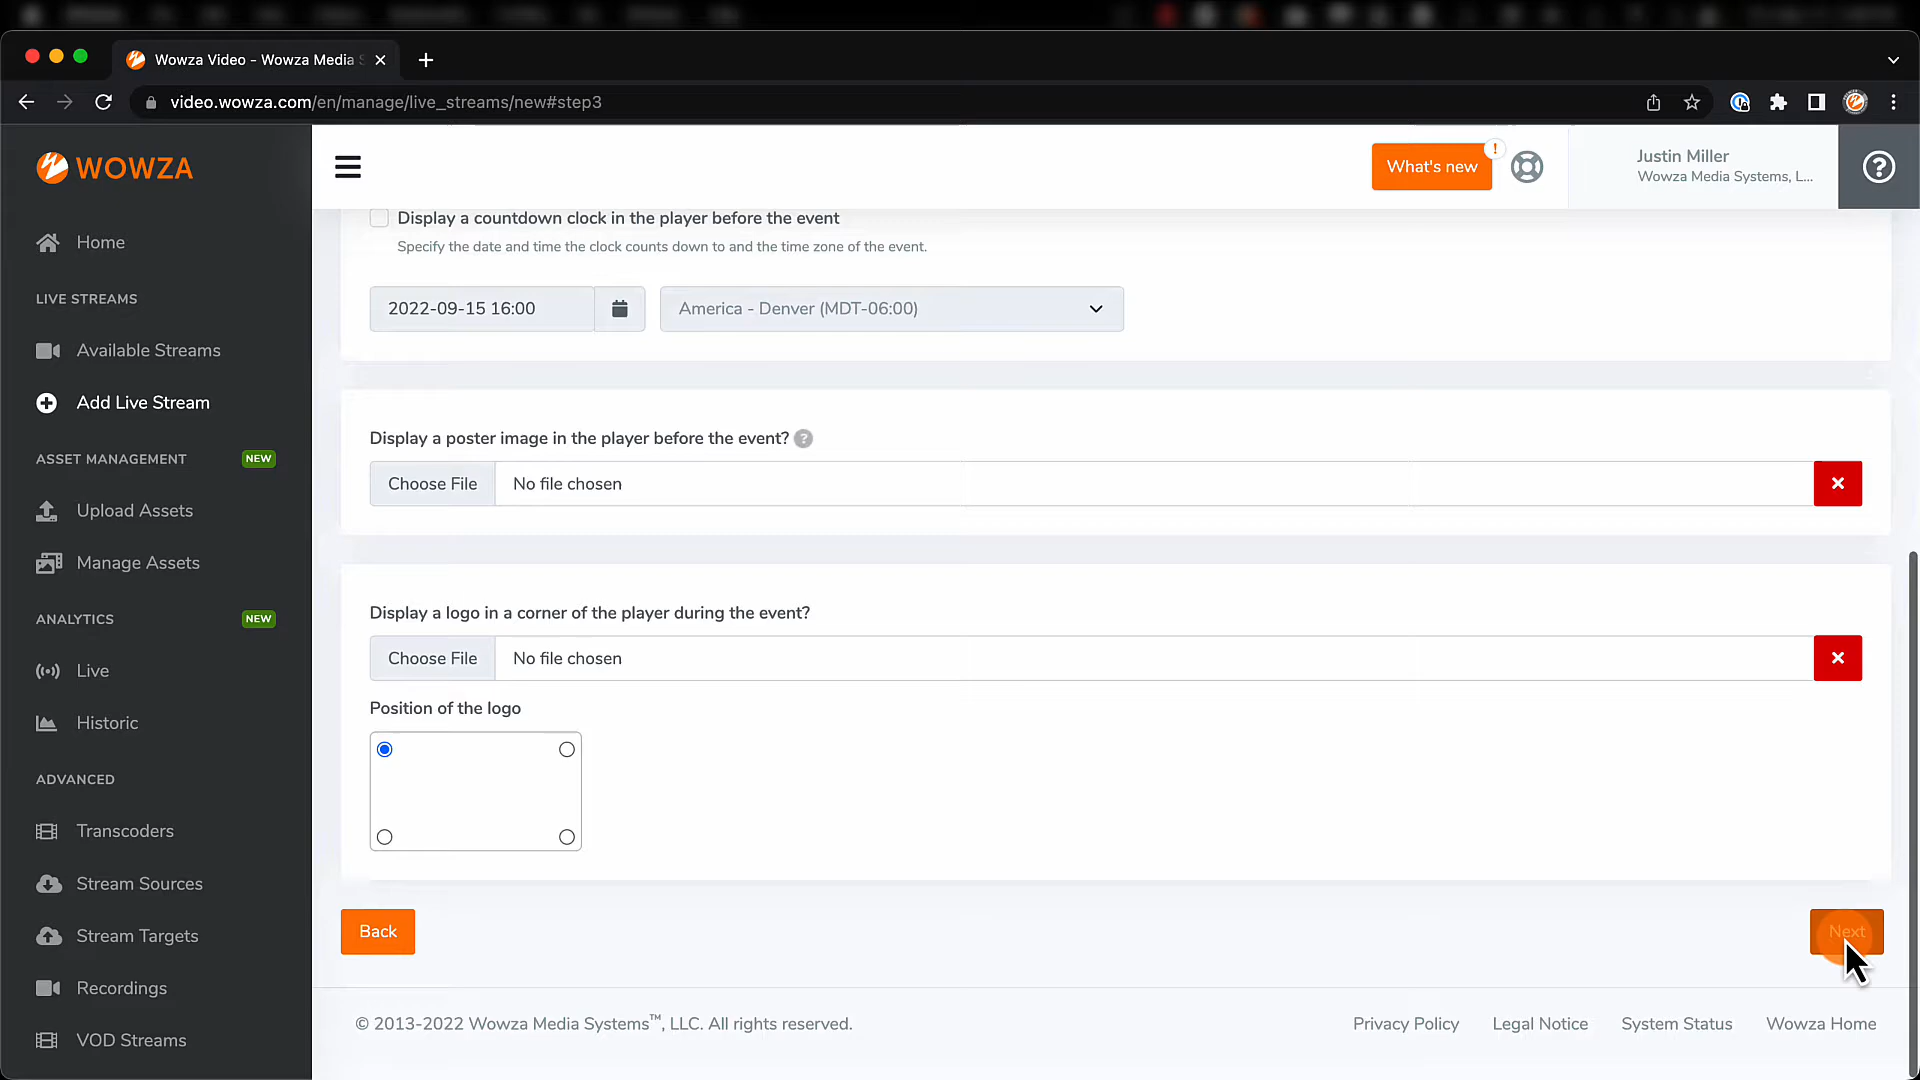 Wowza Video - Wowza Media S
video.wowza.com/en/manage/live_streams/new#step3
WOWZA
What's new
!
Justin Miller
Wowza Media Systems, L...
Home
LIVE STREAMS
Available Streams
Add Live Stream
ASSET MANAGEMENT NEW
Upload Assets
Manage Assets
ANALYTICS NEW
Live
Historic
ADVANCED
Transcoders
Stream Sources
Stream Targets
Recordings
VOD Streams
Display a countdown clock in the player before the event
Specify the date and time the clock counts down to and the time zone of the event.
2022-09-15 16:00
America - Denver (MDT-06:00)
Display a poster image in the player before the event? ?
Choose File No file chosen
Display a logo in a corner of the player during the event?
Choose File No file chosen
Position of the logo
Back
Next
© 2013-2022 Wowza Media Systems™, LLC. All rights reserved.
Privacy Policy Legal Notice System Status Wowza Home